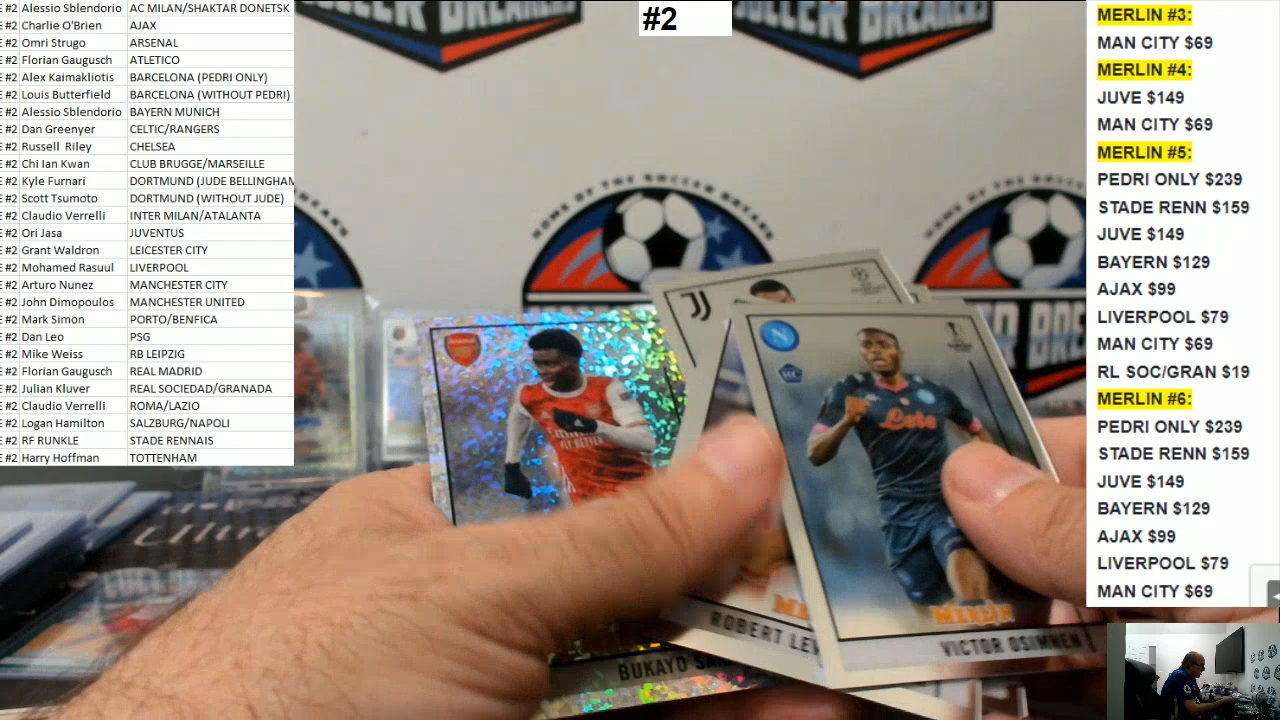 E #2 Alessio Sblendorio AC MILAN/SHAKTAR DONETSK
E #2 Charlie O'Brien AJAX
E #2 Omri Strugo ARSENAL
E #2 Florian Gaugusch ATLETICO
E #2 Alex Kaimakliotis BARCELONA (PEDRI ONLY)
E #2 Louis Butterfield BARCELONA (WITHOUT PEDRI)
E #2 Alessio Sblendorio BAYERN MUNICH
E #2 Dan Greenyer CELTIC/RANGERS
E #2 Russell Riley CHELSEA
E #2 Chi Ian Kwan CLUB BRUGGE/MARSEILLE
E #2 Kyle Furnari DORTMUND (JUDE BELLINGHAM
E #2 Scott Tsumoto DORTMUND (WITHOUT JUDE)
E #2 Claudio Verrelli INTER MILAN/ATALANTA
E #2 Ori Jasa JUVENTUS
E #2 Grant Waldron LEICESTER CITY
E #2 Mohamed Rasuul LIVERPOOL
E #2 Arturo Nunez MANCHESTER CITY
E #2 John Dimopoulos MANCHESTER UNITED
E #2 Mark Simon PORTO/BENFICA
E #2 Dan Leo PSG
E #2 Mike Weiss RB LEIPZIG
E #2 Florian Gaugusch REAL MADRID
E #2 Julian Kluver REAL SOCIEDAD/GRANADA
E #2 Claudio Verrelli ROMA/LAZIO
E #2 Logan Hamilton SALZBURG/NAPOLI
E #2 RF RUNKLE STADE RENNAIS
E #2 Harry Hoffman TOTTENHAM
#2
MERLIN #3:
MAN CITY $69
MERLIN #4:
JUVE $149
MAN CITY $69
MERLIN #5:
PEDRI ONLY $239
STADE RENN $159
JUVE $149
BAYERN $129
AJAX $99
LIVERPOOL $79
MAN CITY $69
RL SOC/GRAN $19
MERLIN #6:
PEDRI ONLY $239
STADE RENN $159
JUVE $149
BAYERN $129
AJAX $99
LIVERPOOL $79
MAN CITY $69
HOME OF THE SOCCER BREAKERS
Arsenal
N
Lete
MERLIN
VICTOR OSIMHEN
ROBERT LEW
BUKAYO SA